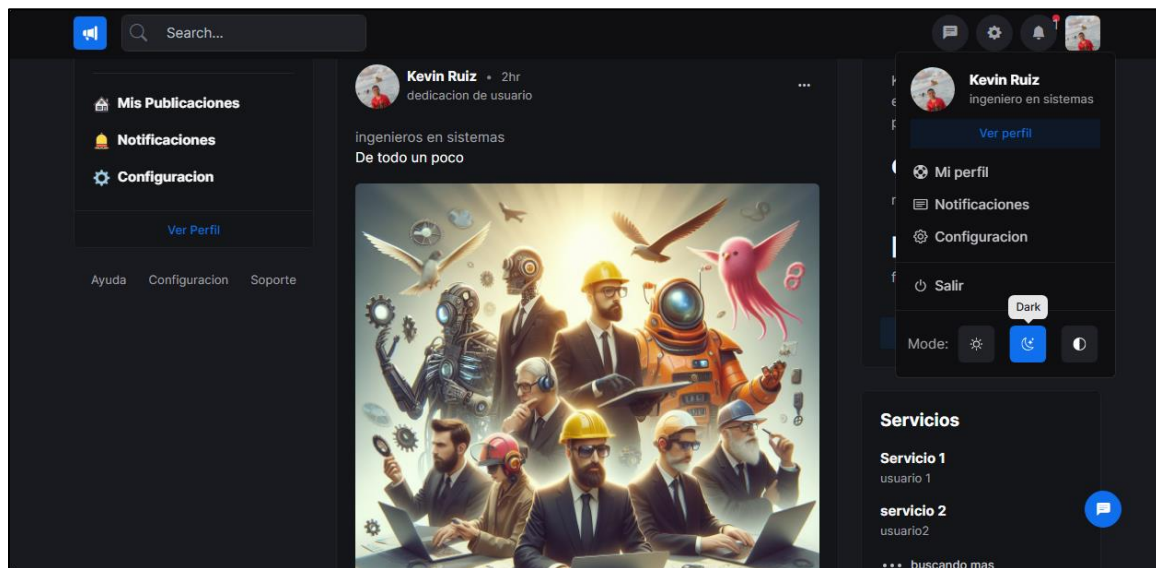 Search...
1
Mis Publicaciones
Notificaciones
Configuracion
Ver Perfil
Ayuda Configuracion Soporte
Kevin Ruiz • 2hr
dedicacion de usuario
ingenieros en sistemas
De todo un poco
Kevin Ruiz
ingeniero en sistemas
Ver perfil
Mi perfil
Notificaciones
Configuracion
Salir
Dark
Mode:
Servicios
Servicio 1
usuario 1
servicio 2
usuario2
••• buscando mas